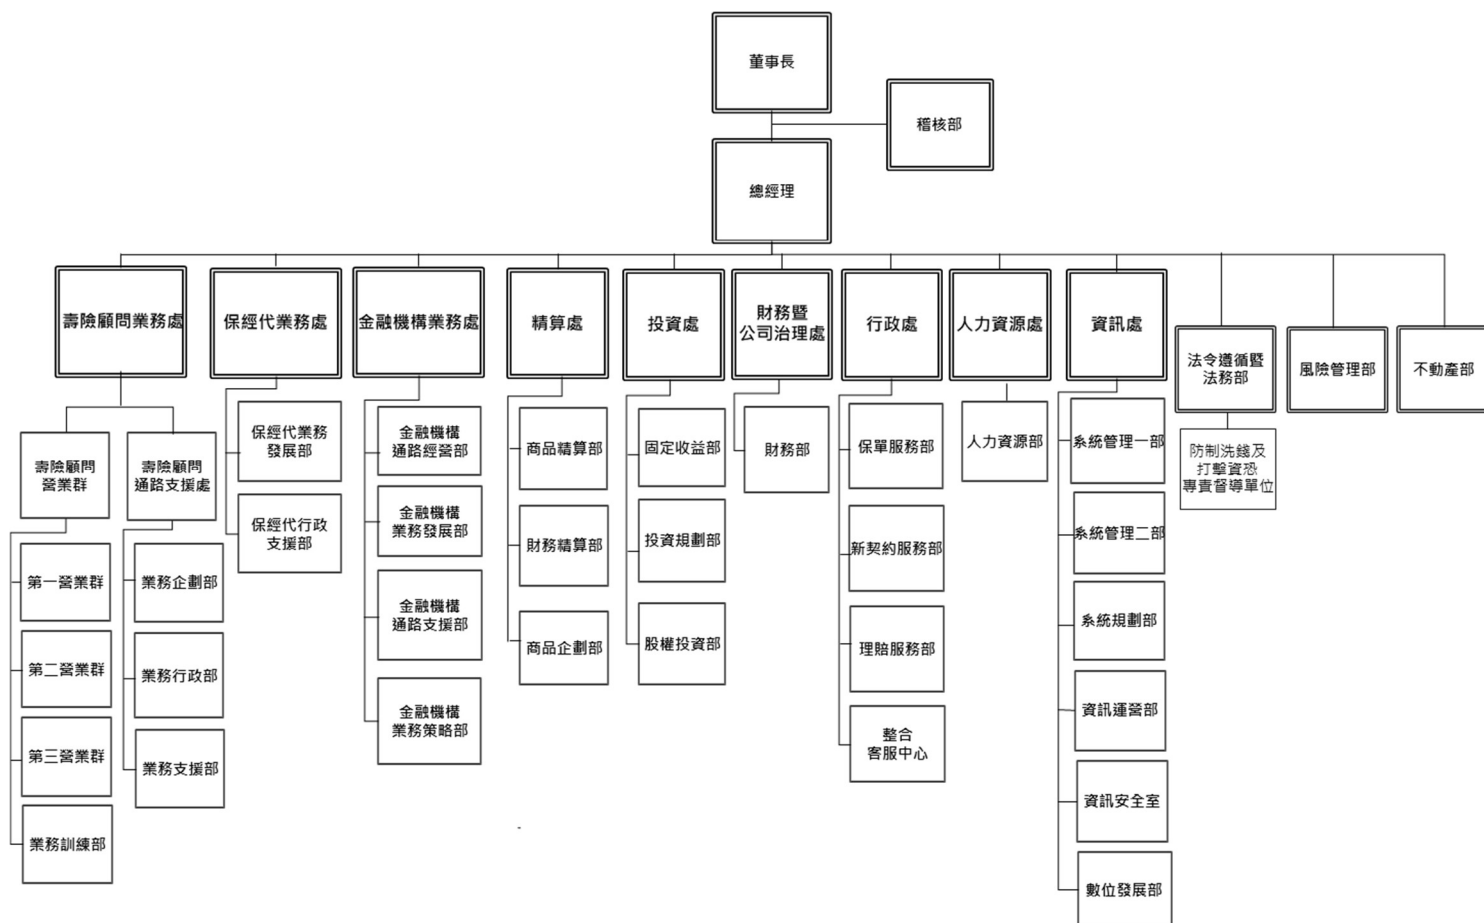 董事長
稽核部
總經理
壽險顧問業務處
保經代業務處
金融機構業務處
精算處
投資處
財務暨
公司治理處
行政處
人力資源處
資訊處
法令遵循暨
法務部
風險管理部
不動產部
壽險顧問
營業群
第一營業群
第二營業群
第三營業群
業務訓練部
壽險顧問
通路支援處
業務企劃部
業務行政部
業務支援部
保經代業務
發展部
保經代行政
支援部
金融機構
通路經營部
金融機構
業務發展部
金融機構
通路支援部
金融機構
業務策略部
商品精算部
財務精算部
商品企劃部
固定收益部
投資規劃部
股權投資部
財務部
保單服務部
新契約服務部
理賠服務部
整合
客服中心
人力資源部
系統管理一部
系統管理二部
系統規劃部
資訊運營部
資訊安全室
數位發展部
防制洗錢及
打擊資恐
專責督導單位